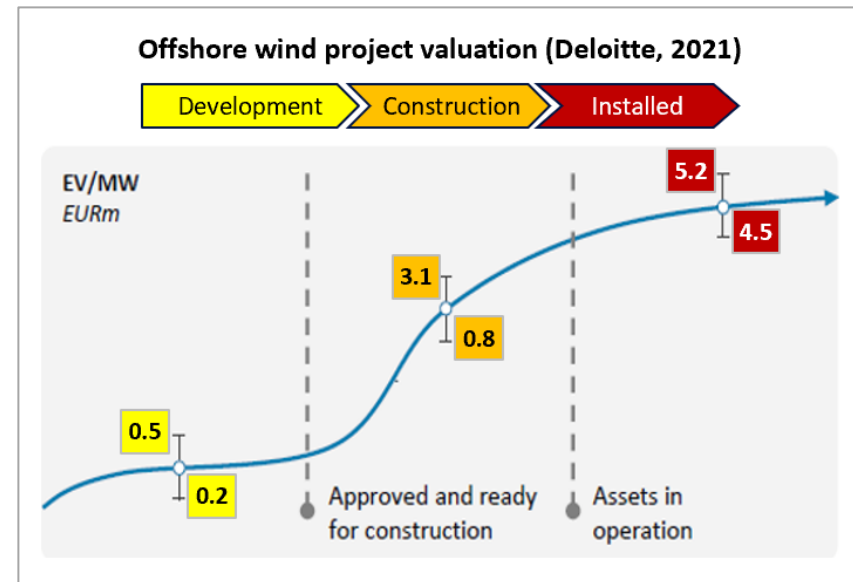 Offshore wind project valuation (Deloitte, 2021)
Development
Construction
Installed
EV/MW
EURm
5.2
4.5
3.1
0.8
0.5
0.2
Approved and ready
for construction
Assets in
operation